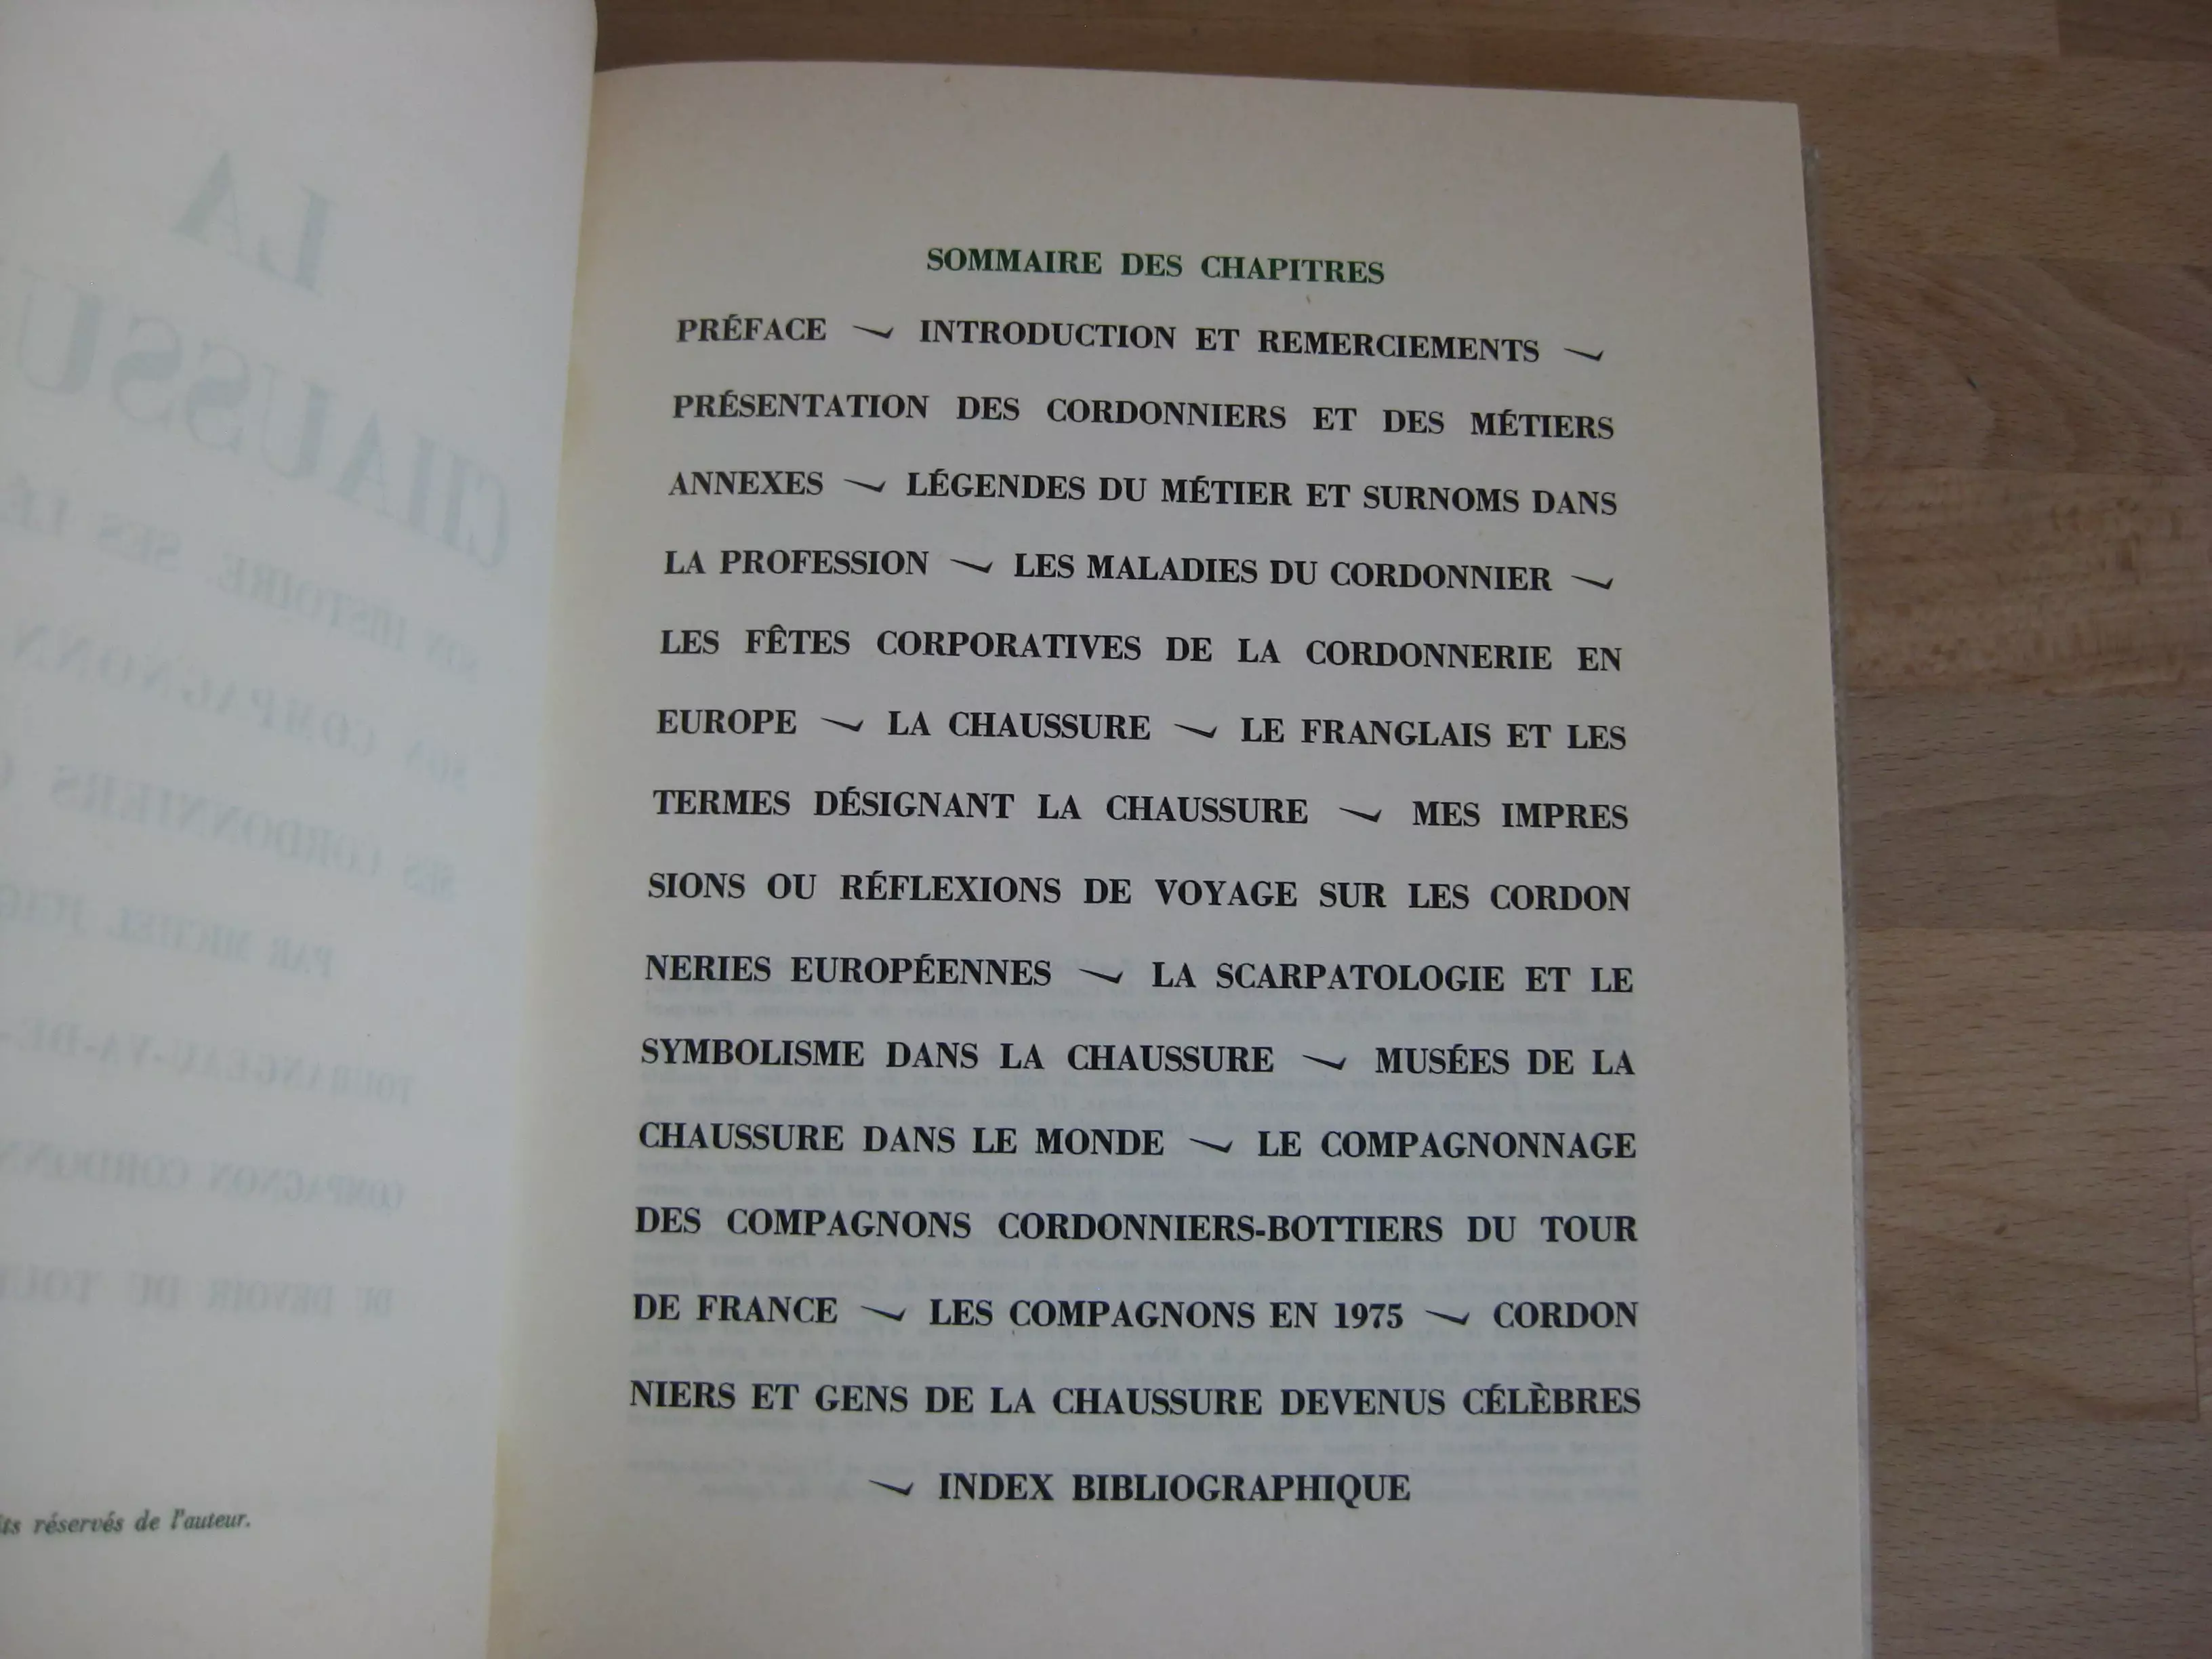 SOMMAIRE DES CHAPITRES
PRÉFACE ~ INTRODUCTION ET REMERCIEMENTS ~
PRÉSENTATION DES CORDONNIERS ET DES MÉTIERS
ANNEXES ~ LÉGENDES DU MÉTIER ET SURNOMS DANS
LA PROFESSION ~ LES MALADIES DU CORDONNIER ~
LES FÊTES CORPORATIVES DE LA CORDONNERIE EN
EUROPE ~ LA CHAUSSURE ~ LE FRANGLAIS ET LES
TERMES DÉSIGNANT LA CHAUSSURE ~ MES IMPRES
SIONS OU RÉFLEXIONS DE VOYAGE SUR LES CORDON
NERIES EUROPÉENNES ~ LA SCARPATOLOGIE ET LE
SYMBOLISME DANS LA CHAUSSURE ~ MUSÉES DE LA
CHAUSSURE DANS LE MONDE ~ LE COMPAGNONNAGE
DES COMPAGNONS CORDONNIERS-BOTTIERS DU TOUR
DE FRANCE ~ LES COMPAGNONS EN 1975 ~ CORDON
NIERS ET GENS DE LA CHAUSSURE DEVENUS CÉLÈBRES
~ INDEX BIBLIOGRAPHIQUE
ts réservés de l'auteur.